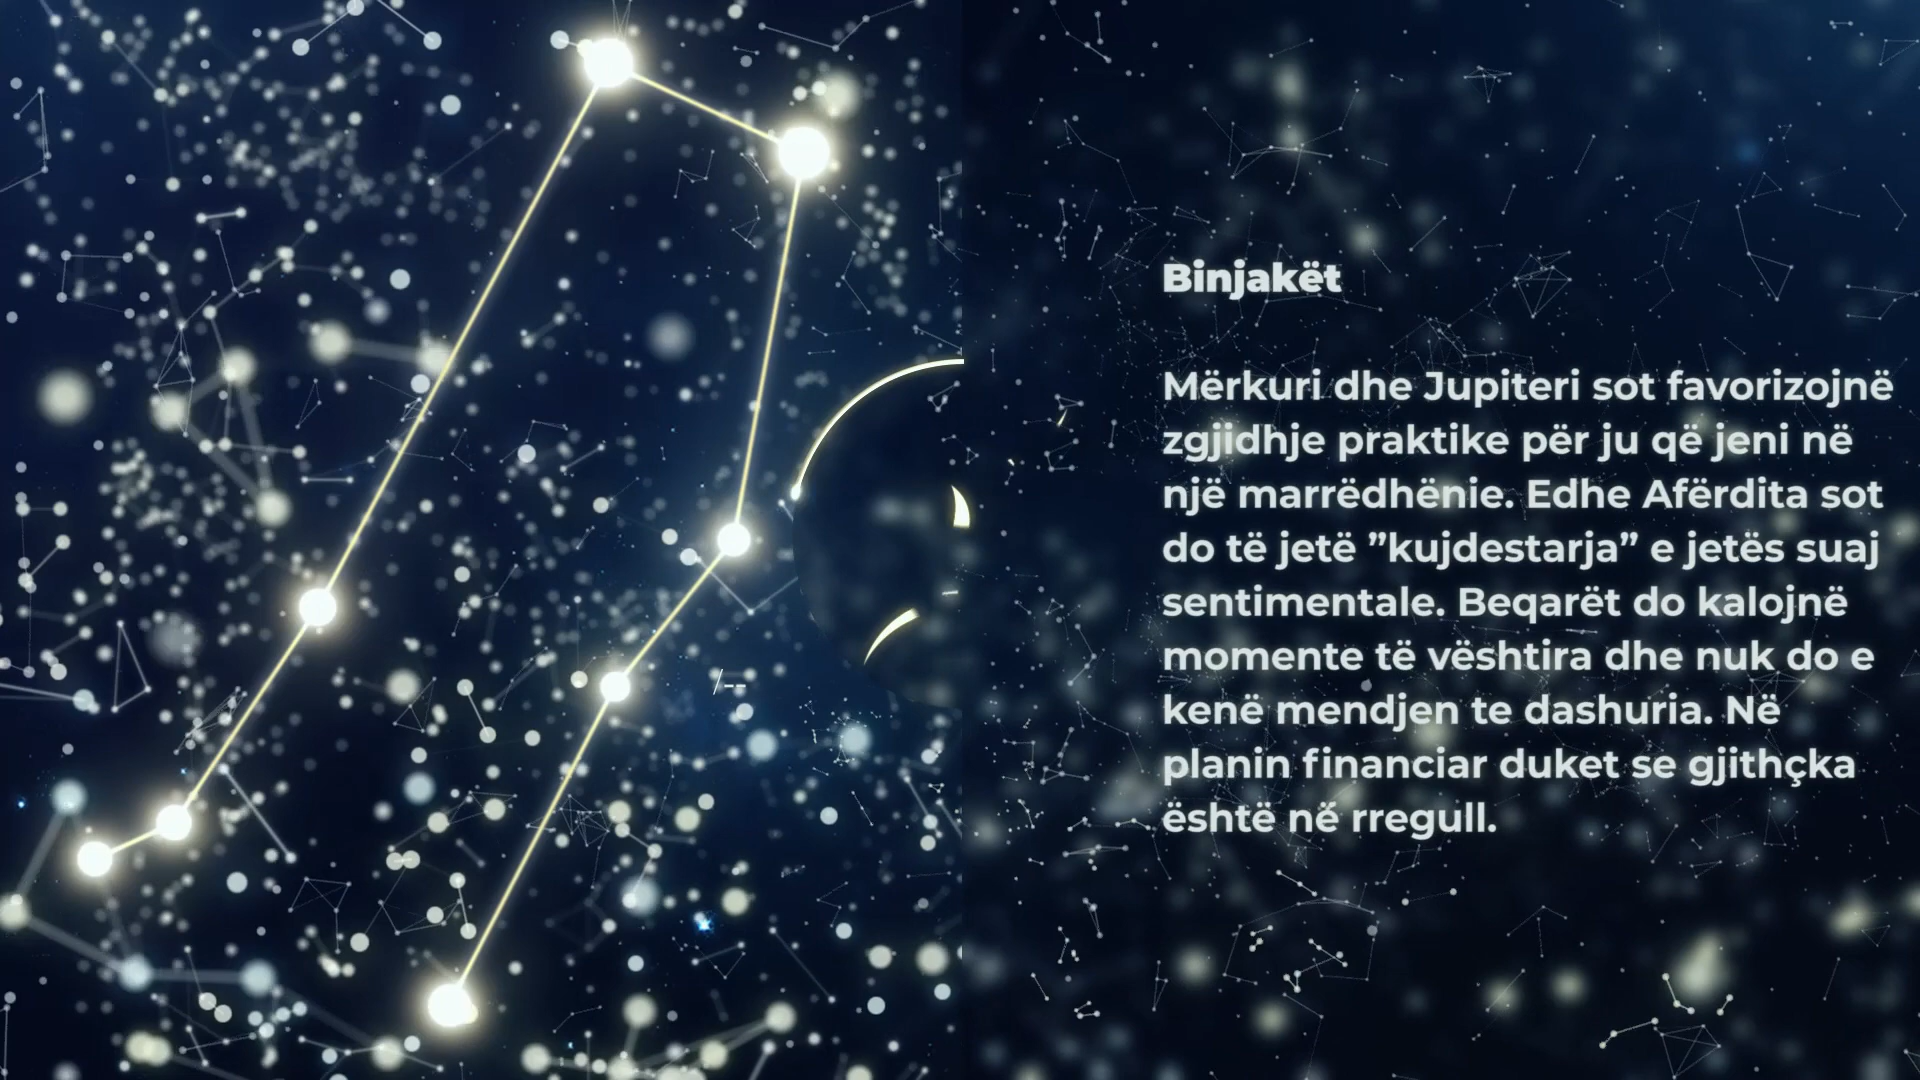 Binjakët
Mërkuri dhe Jupiteri sot favorizojnë
zgjidhje praktike për ju që jeni në
një marrëdhënie. Edhe Afërdita sot
do të jetë ”kujdestarja” e jetës suaj
sentimentale. Beqarët do kalojnë
momente të vështira dhe nuk do e
kenë mendjen te dashuria. Në
planin financiar duket se gjithçka
është në rregull.